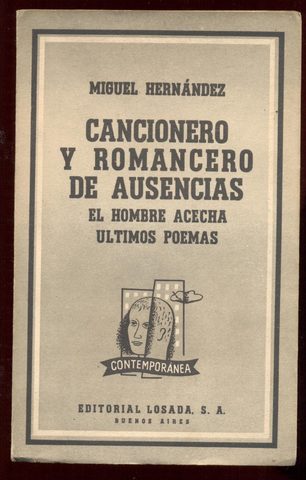 MIGUEL HERNÁNDEZ
CANCIONERO
Y ROMANCERO
DE AUSENCIAS
EL HOMBRE ACECHA
ULTIMOS POEMAS
CONTEMPORÁNEA
EDITORIAL LOSADA, S. A.
BUENOS AIRES